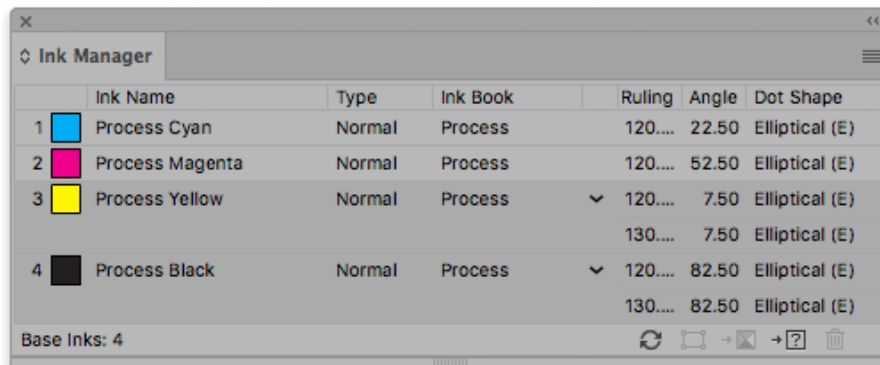 Ink Manager
Ink Name Type Ink Book Ruling Angle Dot Shape
1 Process Cyan Normal Process 120.... 22.50 Elliptical (E)
2 Process Magenta Normal Process 120.... 52.50 Elliptical (E)
3 Process Yellow Normal Process 120.... 7.50 Elliptical (E)
130.... 7.50 Elliptical (E)
4 Process Black Normal Process 120.... 82.50 Elliptical (E)
130.... 82.50 Elliptical (E)
Base Inks: 4